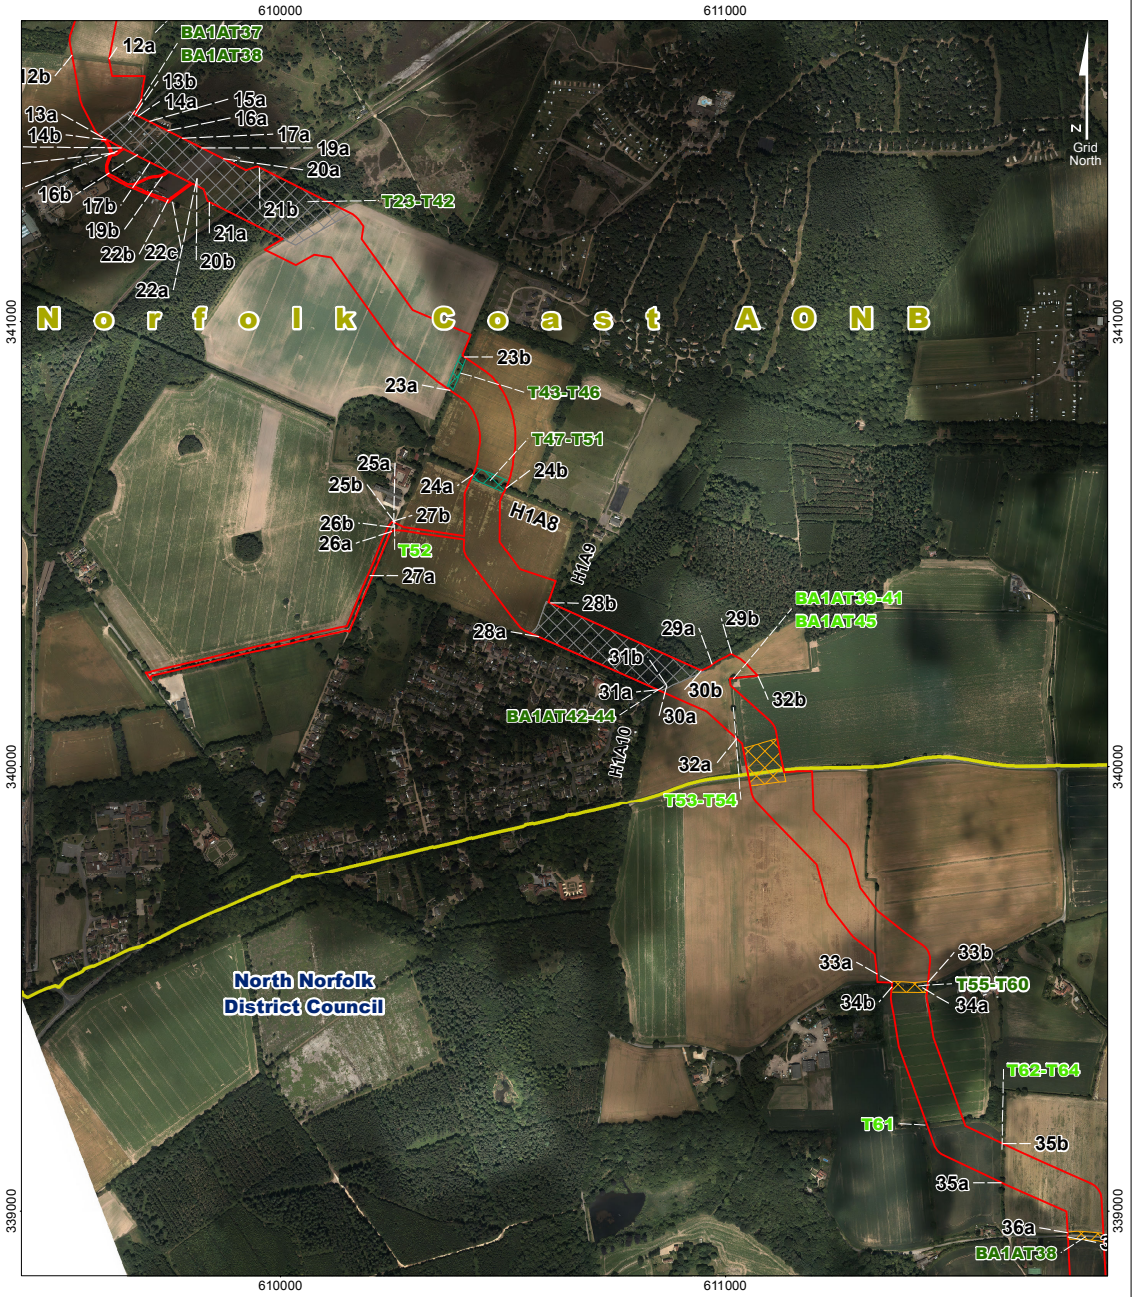 610000
611000
BA1AT37
BA1AT38
12a
12b
13b
14a
15a
16a
13a
14b
17a
19a
20a
16b
17b
19b
22b
22c
22a
20b
21a
21b
T23-T42
N
Grid
North
341000
Norfolk Coast AONB
341000
23b
23a
T43-T46
T47-T51
25a
25b
24a
24b
27b
26b
26a
H1A8
T52
27a
H1A9
28b
BA1AT39-41
BA1AT45
28a
29a
29b
31b
31a
30b
32b
30a
BA1AT42-44
H1A10
32a
340000
340000
T53-T54
33a
33b
North Norfolk
District Council
T55-T60
34b
34a
T62-T64
T61
35b
35a
339000
339000
36a
BA1AT38
610000
611000